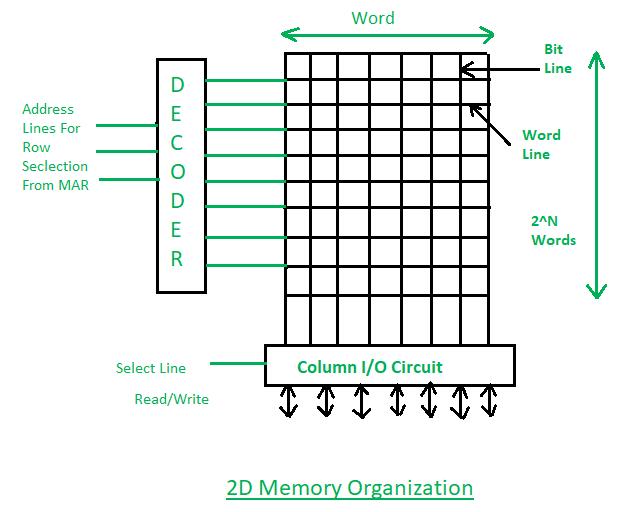 Word
Bit
Line
D
E
C
O
D
E
R
Address
Lines For
Row
Seclection
From MAR
Word
Line
2^N
Words
Select Line
Column I/O Circuit
Read/Write
2D Memory Organization